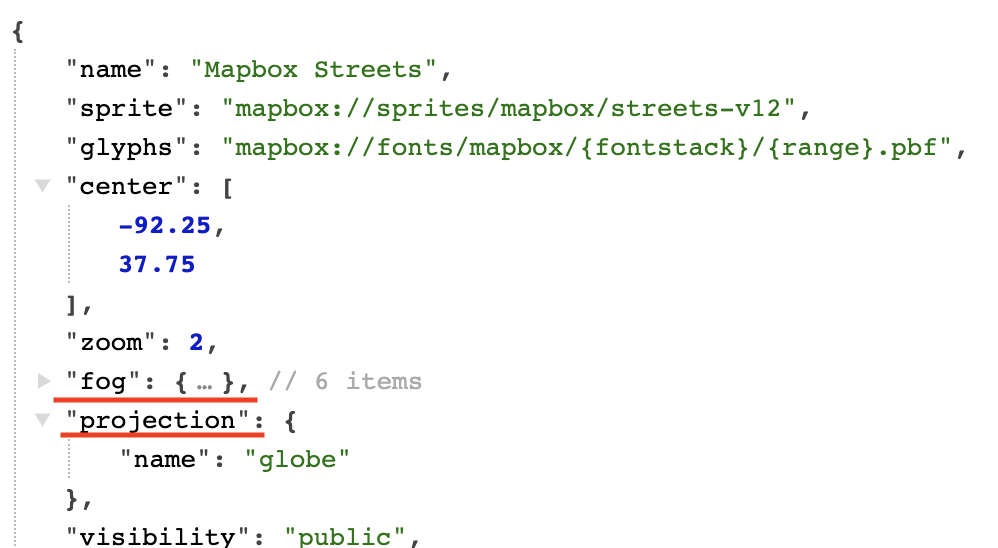 {
"name": "Mapbox Streets",
"sprite": "mapbox://sprites/mapbox/streets-v12",
"glyphs": "mapbox://fonts/mapbox/{fontstack}/{range}.pbf",
"center": [
-92.25,
37.75
],
"zoom": 2,
"fog": { … }, // 6 items
"projection": {
"name": "globe"
},
"visibility": "public",